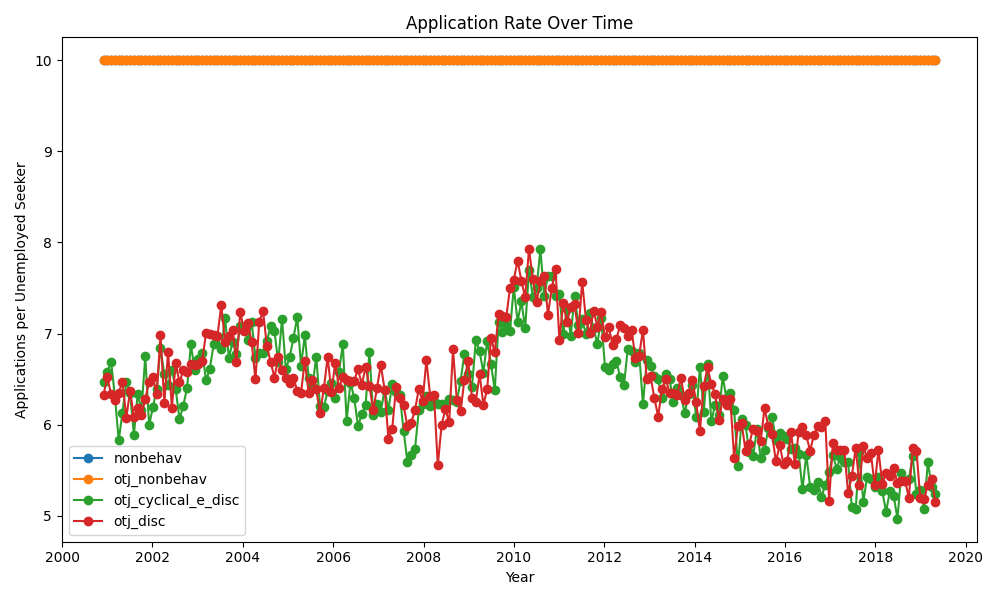 Application Rate Over Time
Applications per Unemployed Seeker
10
9
8
7
6
5
nonbehav
otj_nonbehav
otj_cyclical_e_disc
otj_disc
2000 2002 2004 2006 2008 2010 2012 2014 2016 2018 2020
Year